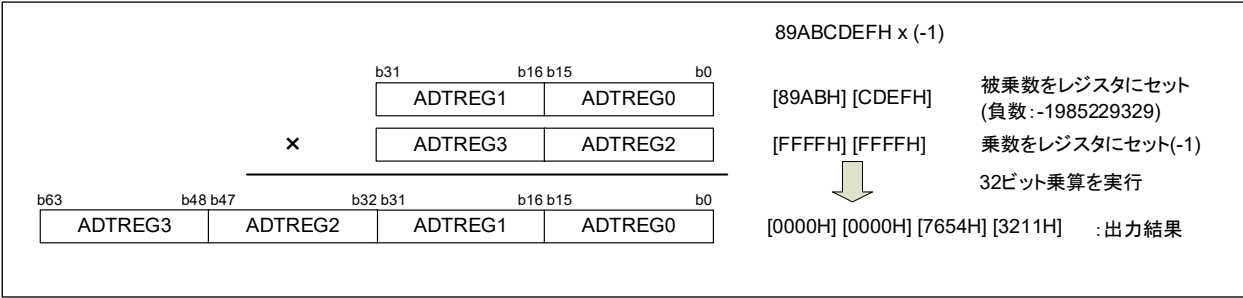 89ABCDEFH x (-1)
b31 b16 b15 b0
ADTREG1 ADTREG0 [89ABH] [CDEFH] 被乗数をレジスタにセット
(負数:-1985229329)
× ADTREG3 ADTREG2 [FFFFH] [FFFFH] 乗数をレジスタにセット(-1)
32ビット乗算を実行
b63 b48 b47 b32 b31 b16 b15 b0
ADTREG3 ADTREG2 ADTREG1 ADTREG0 [0000H] [0000H] [7654H] [3211H] :出力結果